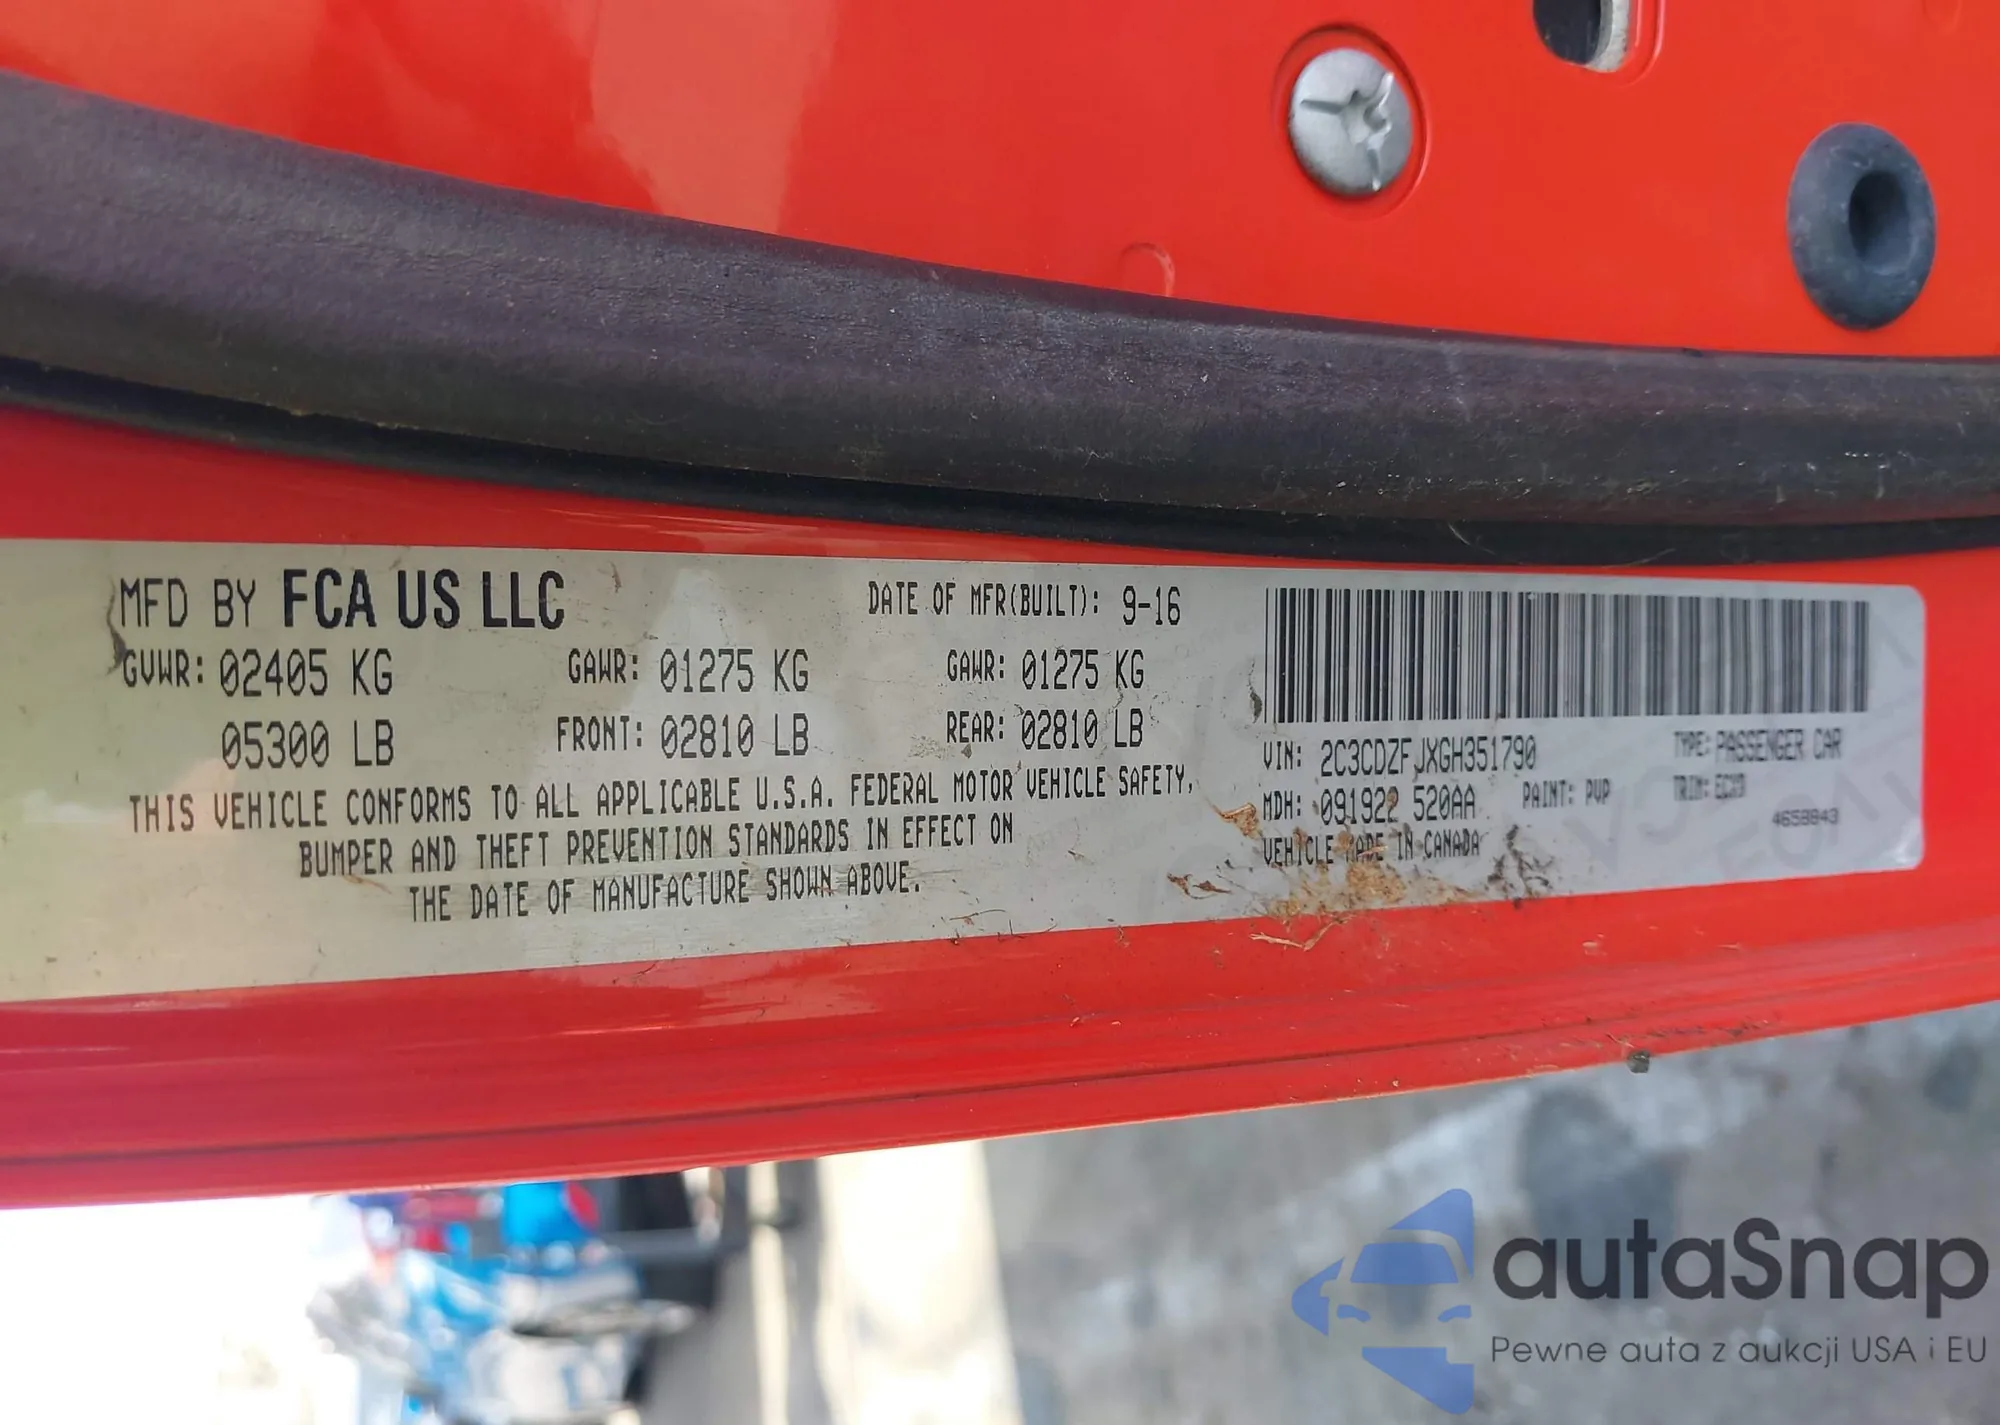 MFD BY FCA US LLC
DATE OF MFR(BUILT): 9-16
GVWR: 02405 KG
GAWR: 01275 KG
GAWR: 01275 KG
05300 LB
FRONT: 02810 LB
REAR: 02810 LB
THIS VEHICLE CONFORMS TO ALL APPLICABLE U.S.A. FEDERAL MOTOR VEHICLE SAFETY,
BUMPER AND THEFT PREVENTION STANDARDS IN EFFECT ON
THE DATE OF MANUFACTURE SHOWN ABOVE.
VIN: 2C3CDZFJXGH351790
TYPE: PASSENGER CAR
MDH: 091922 520AA
PAINT: PVP
TRIM:
VEHICLE MADE IN CANADA
4658843
autaSnap
Pewne auta z aukcji USA i EU